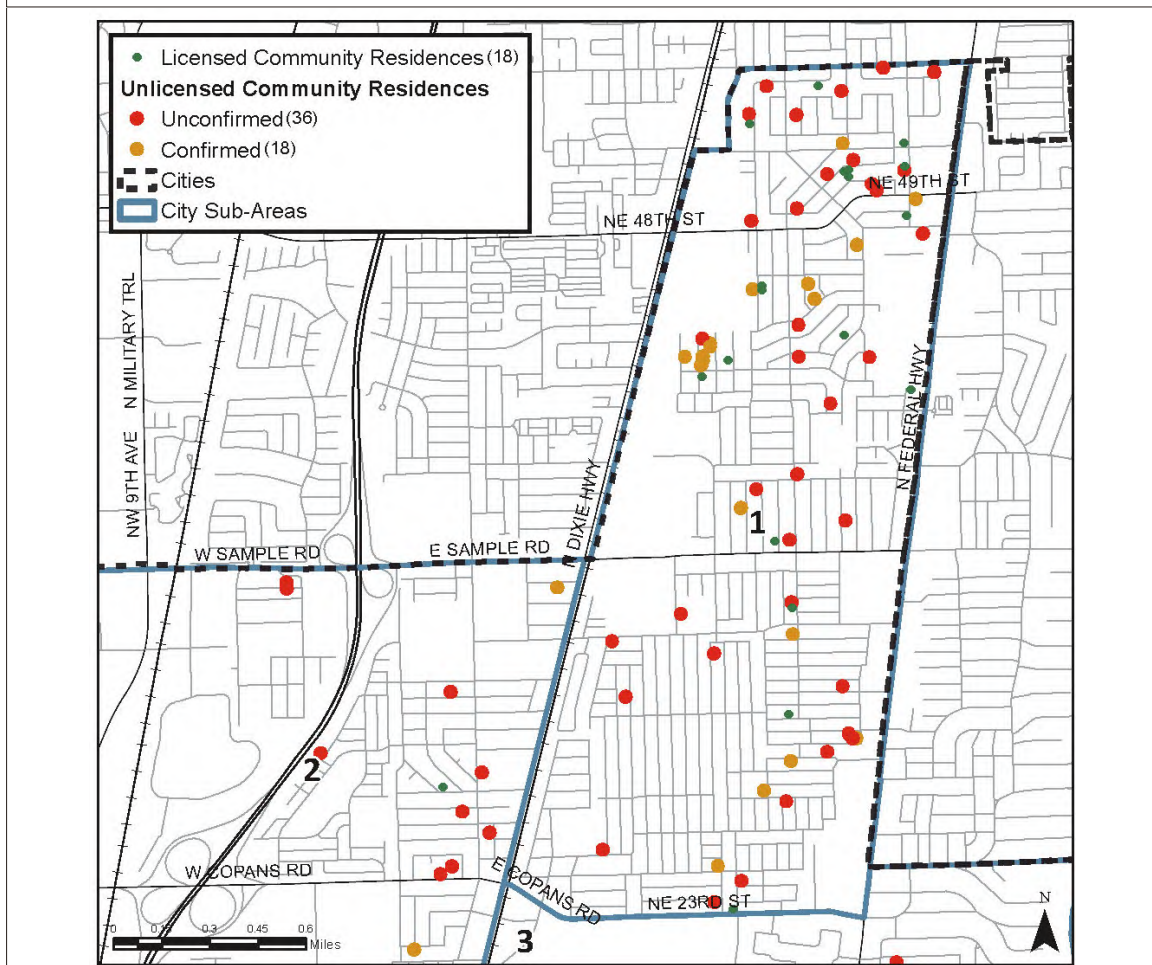 Licensed Community Residences (18)
Unlicensed Community Residences
Unconfirmed (36)
Confirmed (18)
Cities
City Sub-Areas
NE 49TH ST
NE 48TH ST
N MILITARY TRL
NW 9TH AVE
N FEDERAL HWY
N DIXIE HWY
1
W SAMPLE RD
E SAMPLE RD
2
W COPANS RD
E COPANS RD
NE 23RD ST
3
N
0 0.15 0.3 0.45 0.6
Miles